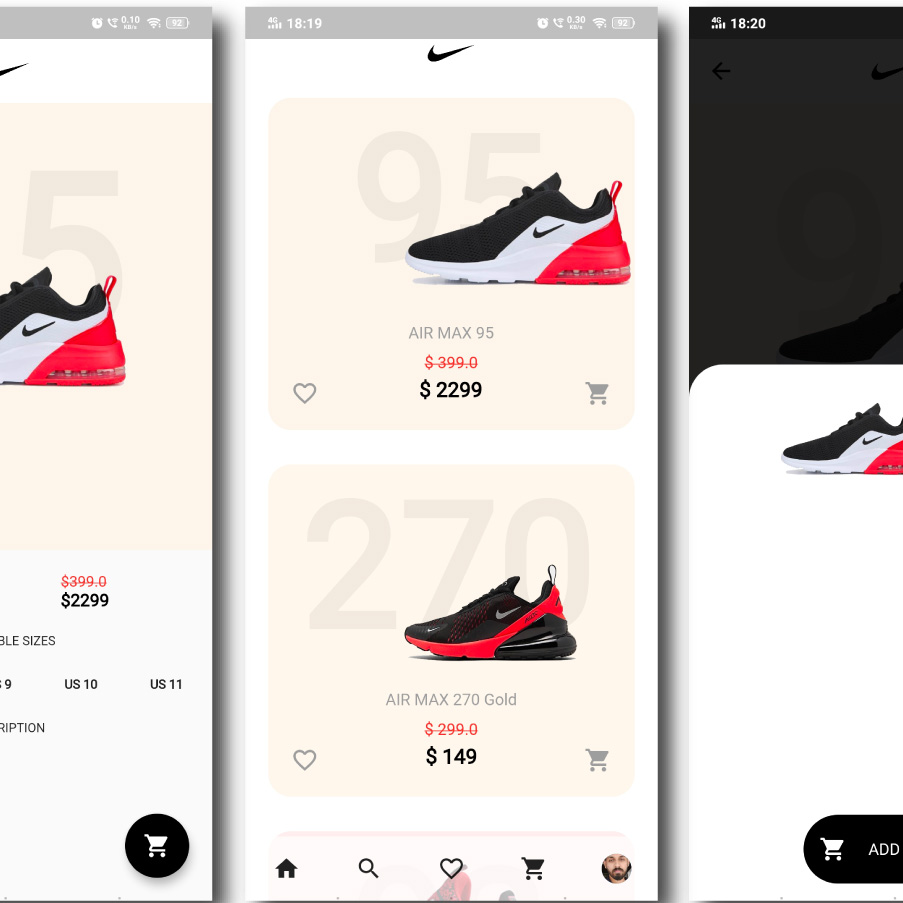 0.10
KB/s
92
5
$399.0
$2299
BLE SIZES
9
US 10
US 11
RIPTION
4G
18:19
0.30
KB/s
92
95
AIR MAX 95
$ 399.0
$ 2299
270
AIR MAX 270 Gold
$ 299.0
$ 149
4G
18:20
9
ADD